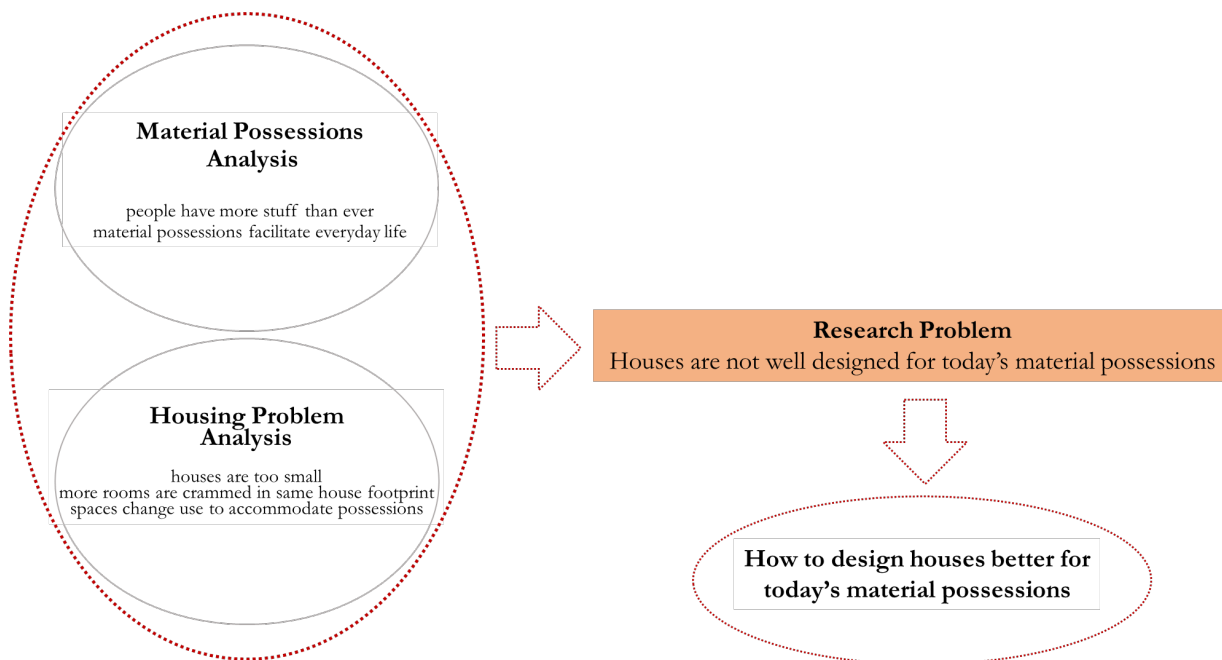 Material Possessions
Analysis
people have more stuff than ever
material possessions facilitate everyday life
Housing Problem
Analysis
houses are too small
more rooms are crammed in same house footprint
spaces change use to accommodate possessions
Research Problem
Houses are not well designed for today’s material possessions
How to design houses better for
today’s material possessions